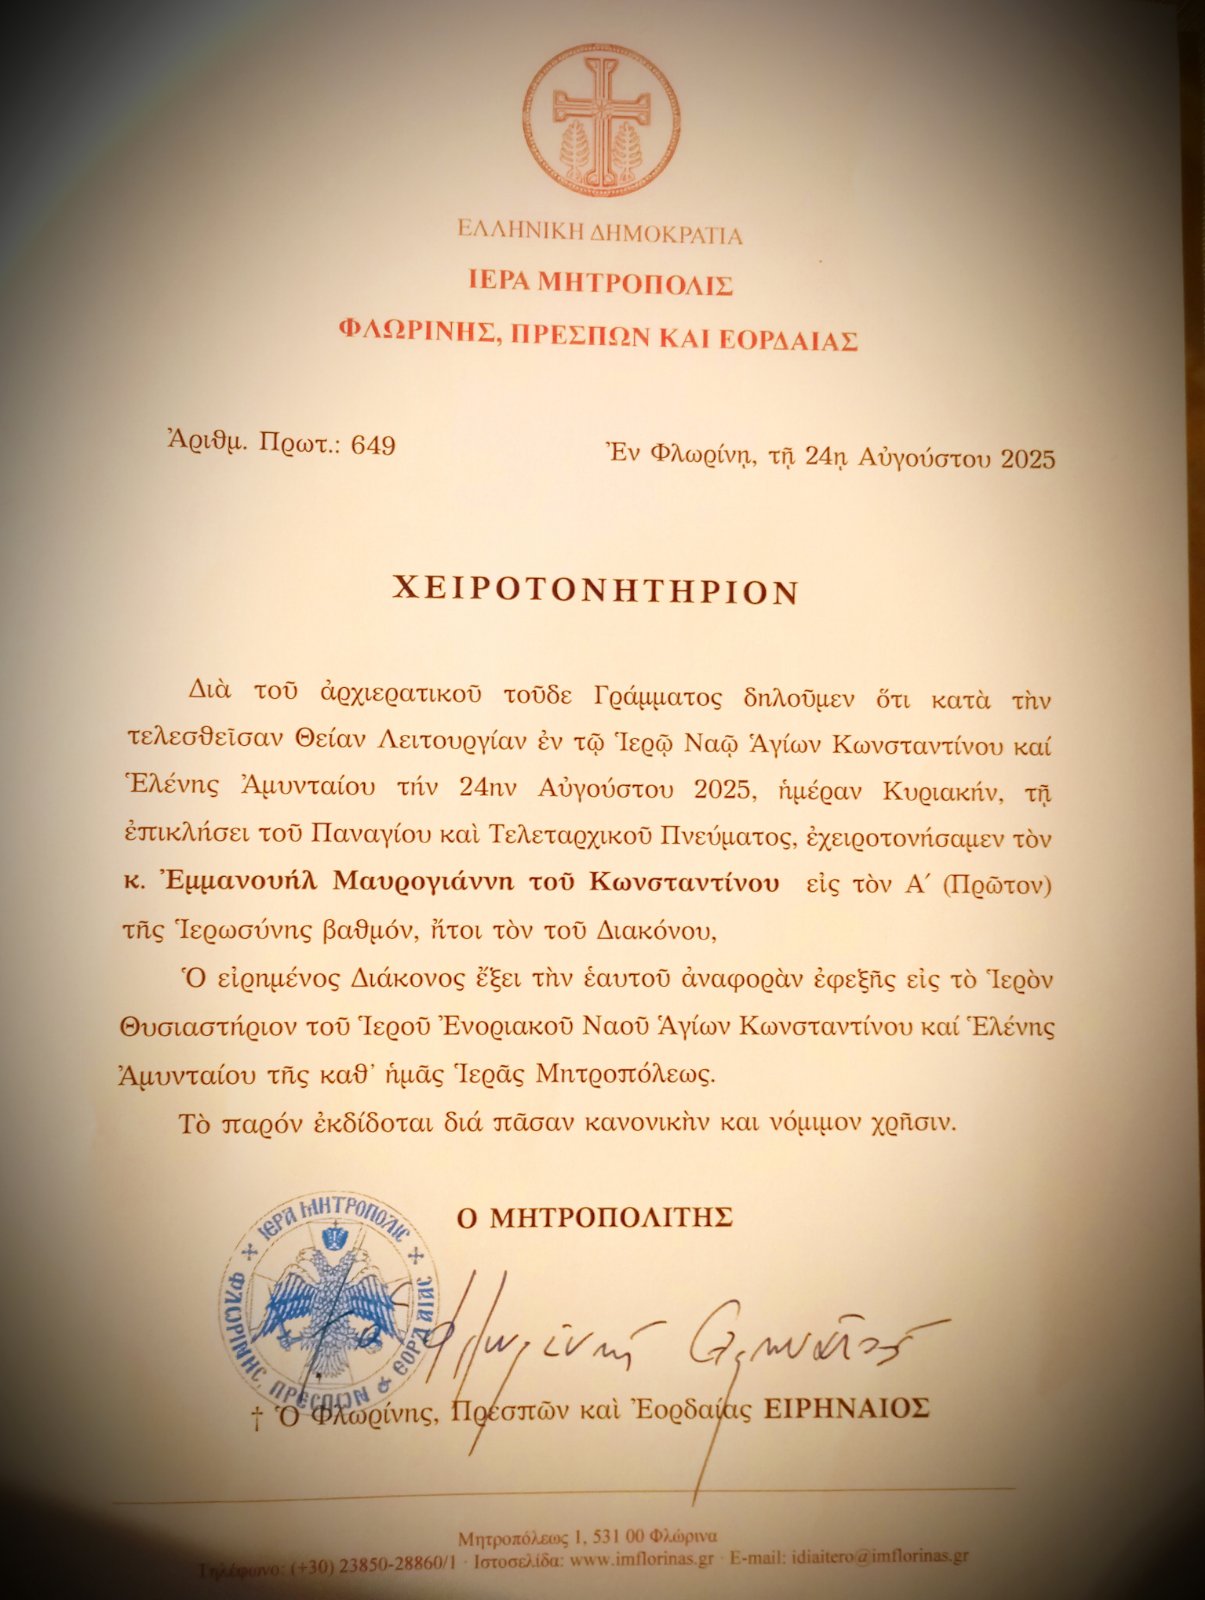 ΕΛΛΗΝΙΚΗ ΔΗΜΟΚΡΑΤΙΑ
ΙΕΡΑ ΜΗΤΡΟΠΟΛΙΣ
ΦΛΩΡΙΝΗΣ, ΠΡΕΣΠΩΝ ΚΑΙ ΕΟΡΔΑΙΑΣ
Ἀριθμ. Πρωτ.: 649
Ἐν Φλωρίνῃ, τῇ 24ῃ Αὐγούστου 2025
ΧΕΙΡΟΤΟΝΗΤΗΡΙΟΝ
Διὰ τοῦ ἀρχιερατικοῦ τοῦδε Γράμματος δηλοῦμεν ὅτι κατὰ τὴν
τελεσθεῖσαν Θείαν Λειτουργίαν ἐν τῷ Ἱερῷ Ναῷ Ἁγίων Κωνσταντίνου καί
Ἑλένης Ἀμυνταίου τήν 24ην Αὐγούστου 2025, ἡμέραν Κυριακήν, τῇ
ἐπικλήσει τοῦ Παναγίου καὶ Τελεταρχικοῦ Πνεύματος, ἐχειροτονήσαμεν τὸν
κ. Ἐμμανουήλ Μαυρογιάννη τοῦ Κωνσταντίνου εἰς τὸν Α΄ (Πρῶτον)
τῆς Ἱερωσύνης βαθμόν, ἤτοι τὸν τοῦ Διακόνου,
Ὁ εἰρημένος Διάκονος ἔξει τὴν ἑαυτοῦ ἀναφορὰν ἐφεξῆς εἰς τὸ Ἱερὸν
Θυσιαστήριον τοῦ Ἱεροῦ Ἐνοριακοῦ Ναοῦ Ἁγίων Κωνσταντίνου καί Ἑλένης
Ἀμυνταίου τῆς καθ᾽ ἡμᾶς Ἱερᾶς Μητροπόλεως.
Τὸ παρόν ἐκδίδοται διά πᾶσαν κανονικὴν και νόμιμον χρῆσιν.
Ο ΜΗΤΡΟΠΟΛΙΤΗΣ
ΙΕΡΑ ΜΗΤΡΟΠΟΛΙΣ
ΦΛΩΡΙΝΗΣ, ΠΡΕΣΠΩΝ & ΕΟΡΔΑΙΑΣ
† Ὁ Φλωρίνης, Πρεσπῶν καὶ Ἐορδαίας ΕΙΡΗΝΑΙΟΣ
Μητροπόλεως 1, 531 00 Φλώρινα
Τηλέφωνο: (+30) 23850-28860/1 · Ιστοσελίδα: www.imflorinas.gr · E-mail: idiaitero@imflorinas.gr